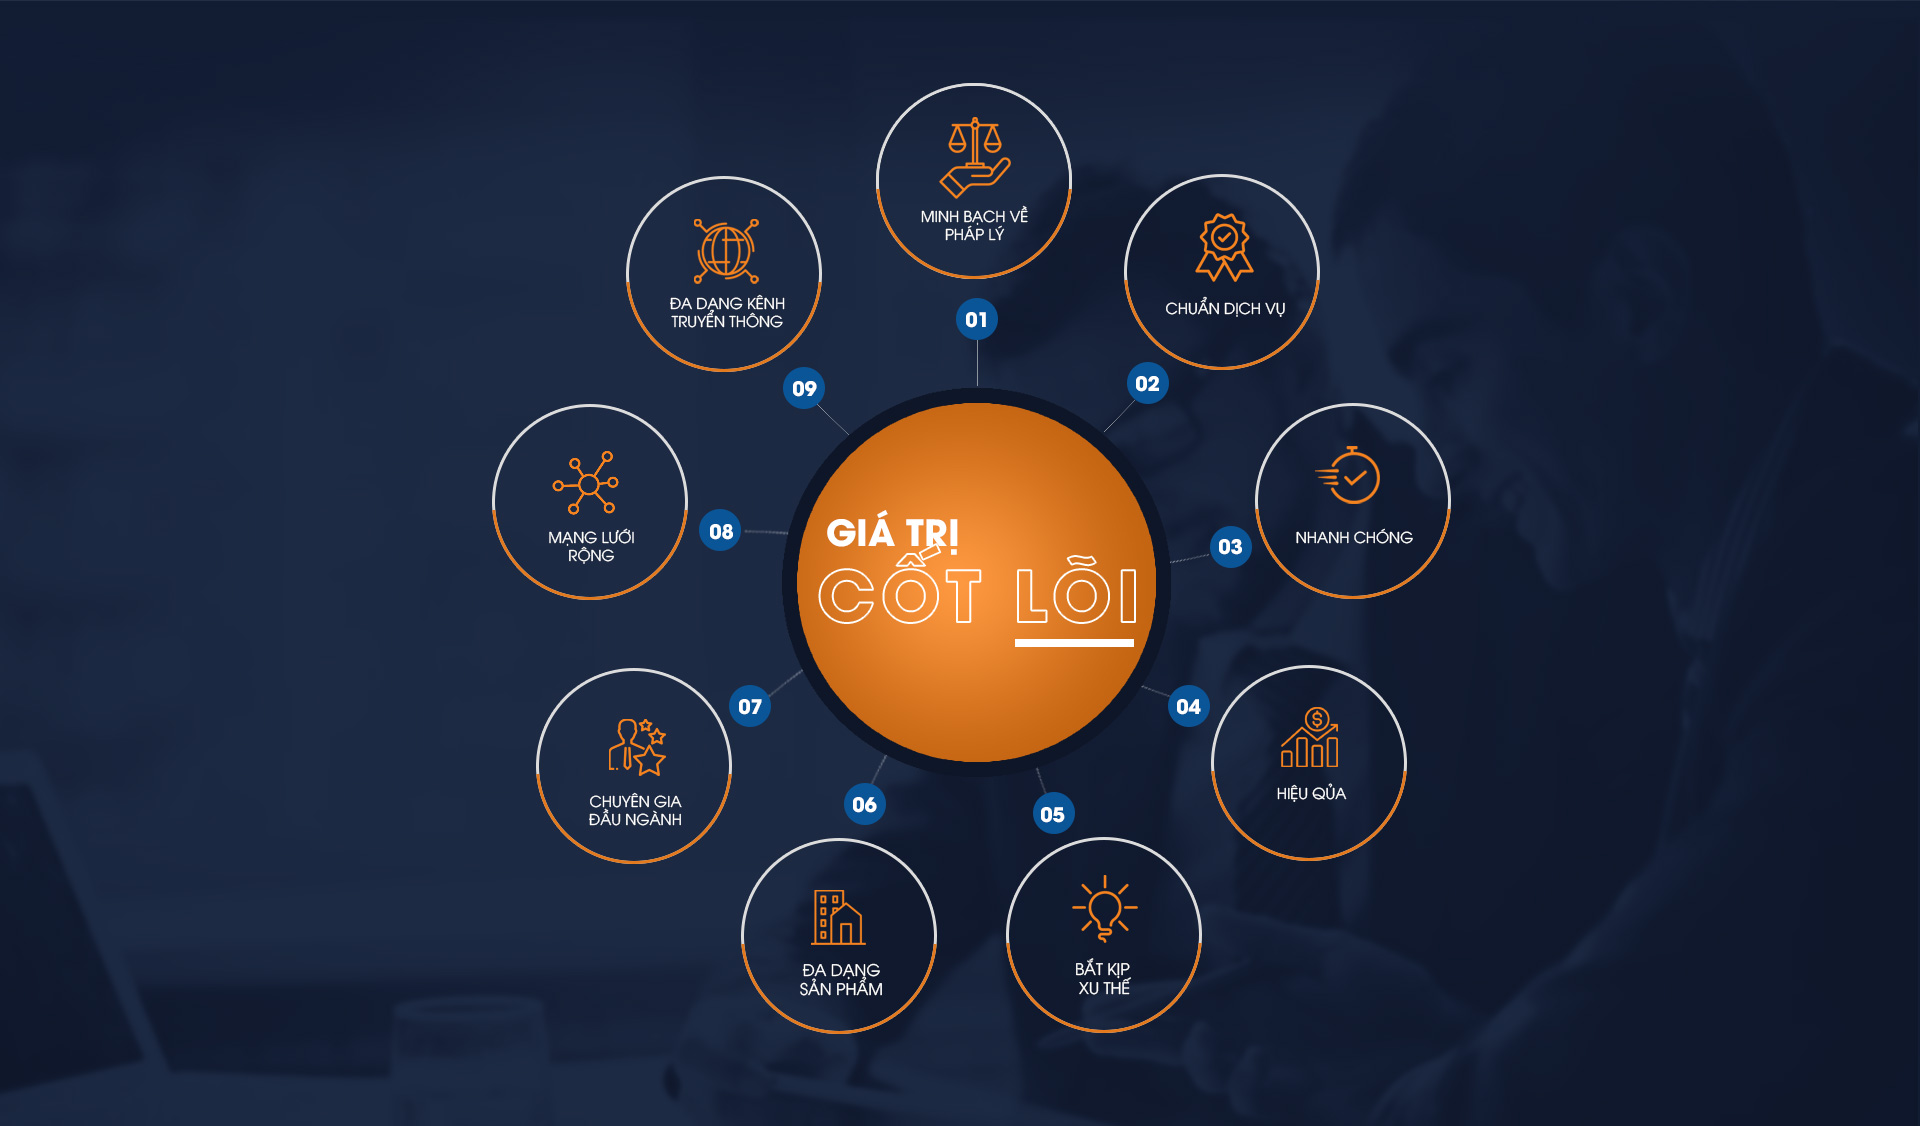 GIÁ TRỊ
CỐT LÕI
01
MINH BẠCH VỀ
PHÁP LÝ
02
CHUẨN DỊCH VỤ
03
NHANH CHÓNG
04
HIỆU QỦA
05
BẮT KỊP
XU THẾ
06
ĐA DẠNG
SẢN PHẨM
07
CHUYÊN GIA
ĐẦU NGÀNH
08
MẠNG LƯỚI
RỘNG
09
ĐA DẠNG KÊNH
TRUYỀN THÔNG